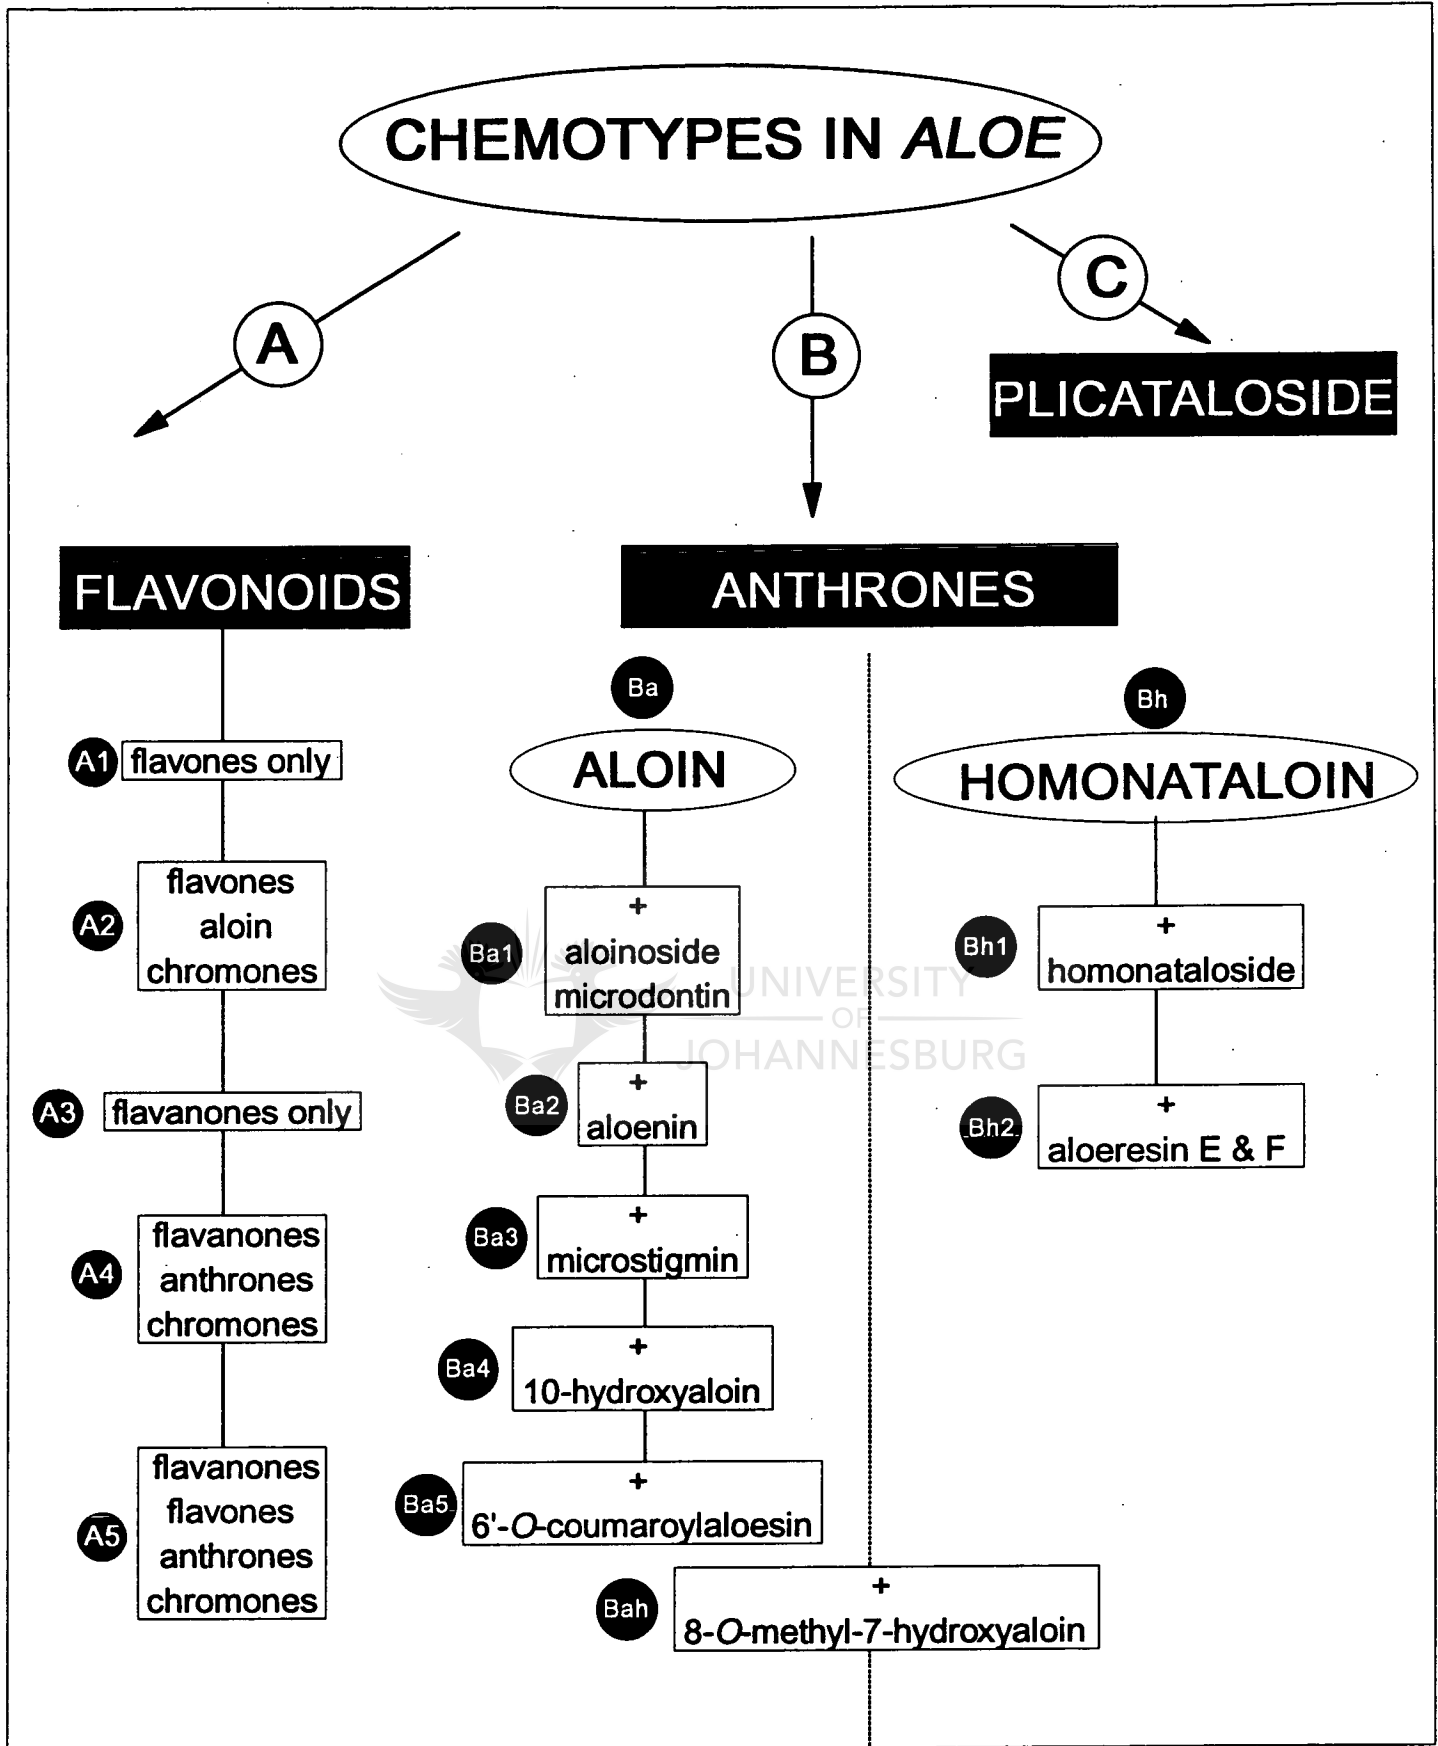 CHEMOTYPES IN ALOE
A
B
C
PLICATALOSIDE
FLAVONOIDS
A1
flavones only
A2
flavones
aloin
chromones
A3
flavanones only
A4
flavanones
anthrones
chromones
A5
flavanones
flavones
anthrones
chromones
ANTHRONES
Ba
ALOIN
Ba1
+
aloinoside
microdontin
Ba2
+
aloenin
Ba3
+
microstigmin
Ba4
+
10-hydroxyaloin
Ba5
+
6'-O-coumaroylaloesin
Bh
HOMONATALOIN
Bh1
+
homonataloside
Bh2
+
aloeresin E & F
Bah
+
8-O-methyl-7-hydroxyaloin
UNIVERSITY
OF
JOHANNESBURG